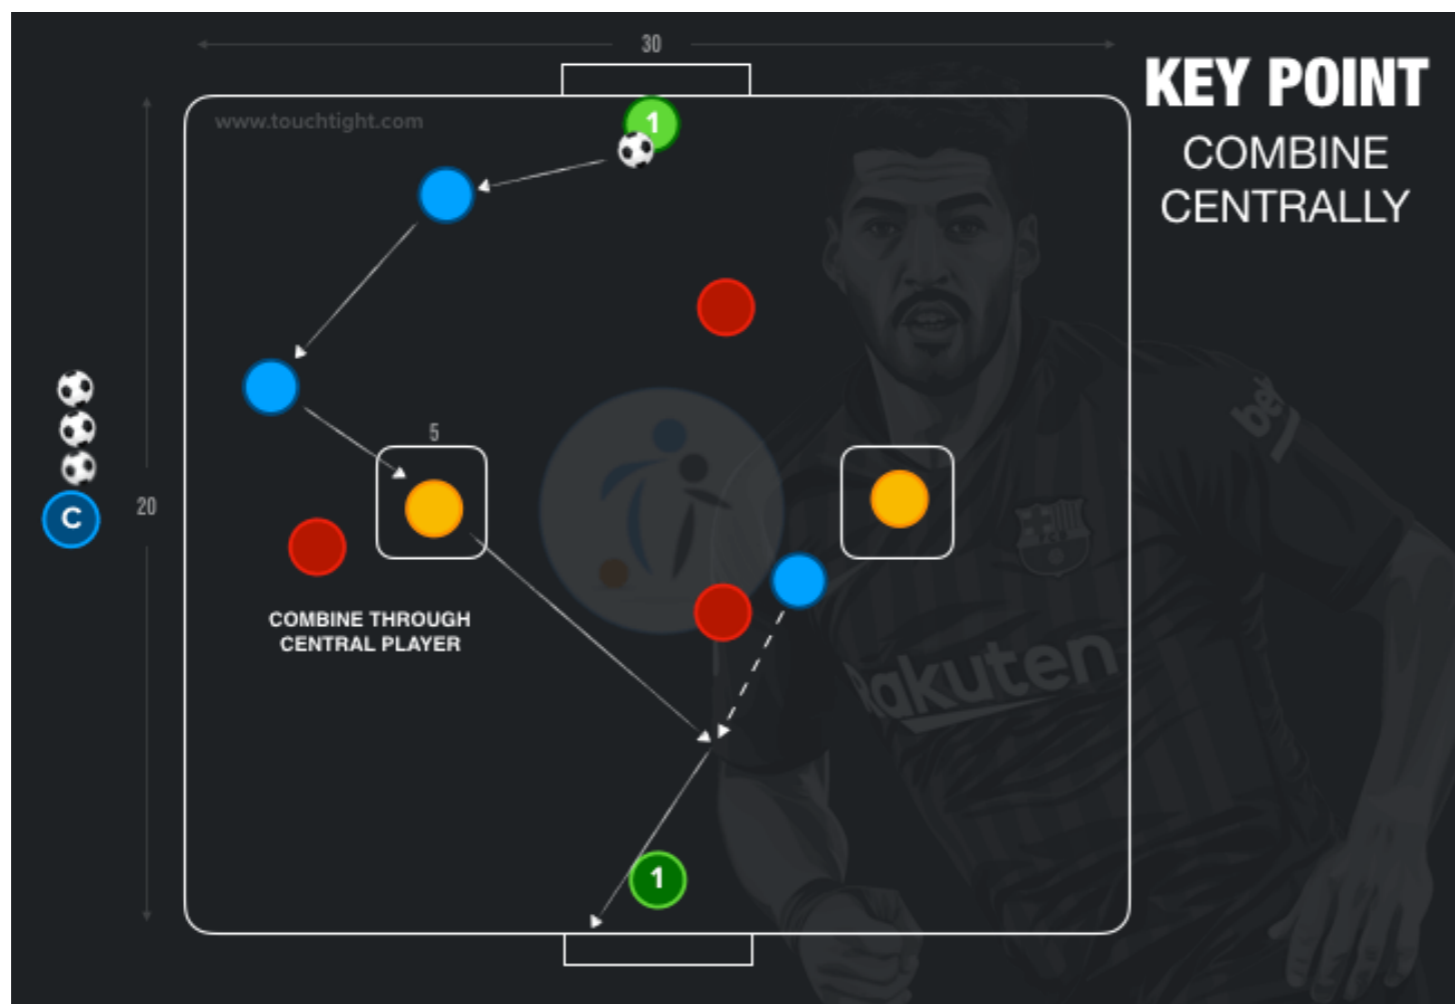 30
KEY POINT
COMBINE
CENTRALLY
www.touchtight.com
1
5
C
20
COMBINE THROUGH
CENTRAL PLAYER
Rakuten
1